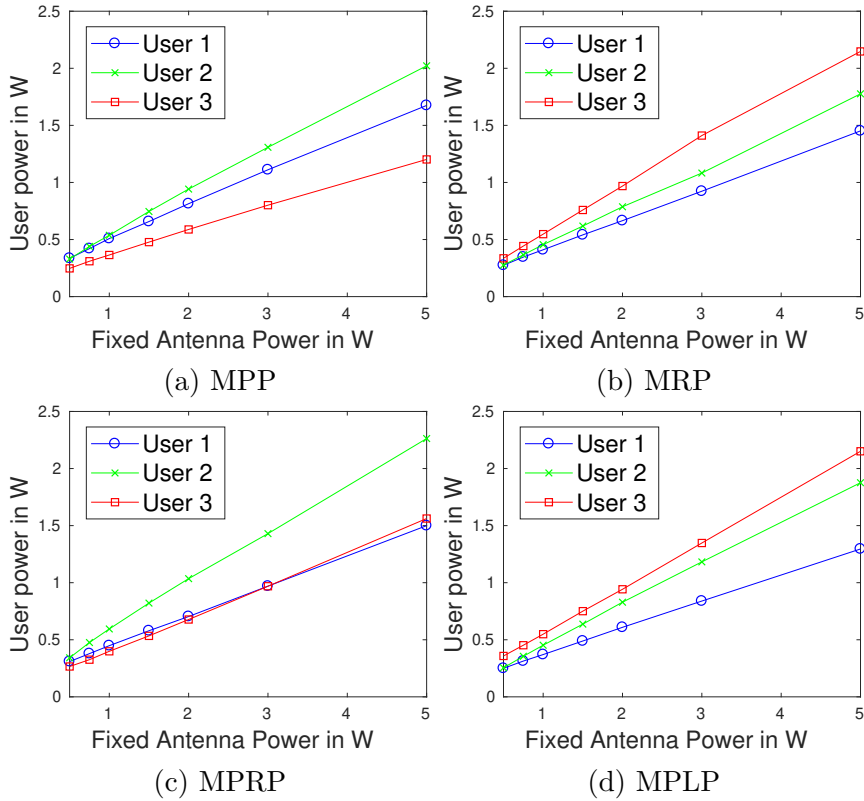 2.5
2
1.5
1
0.5
0
User power in W
User 1
User 2
User 3
1 2 3 4 5
Fixed Antenna Power in W
(a) MPP
2.5
2
1.5
1
0.5
0
User power in W
User 1
User 2
User 3
1 2 3 4 5
Fixed Antenna Power in W
(b) MRP
2.5
2
1.5
1
0.5
0
User power in W
User 1
User 2
User 3
1 2 3 4 5
Fixed Antenna Power in W
(c) MPRP
2.5
2
1.5
1
0.5
0
User power in W
User 1
User 2
User 3
1 2 3 4 5
Fixed Antenna Power in W
(d) MPLP